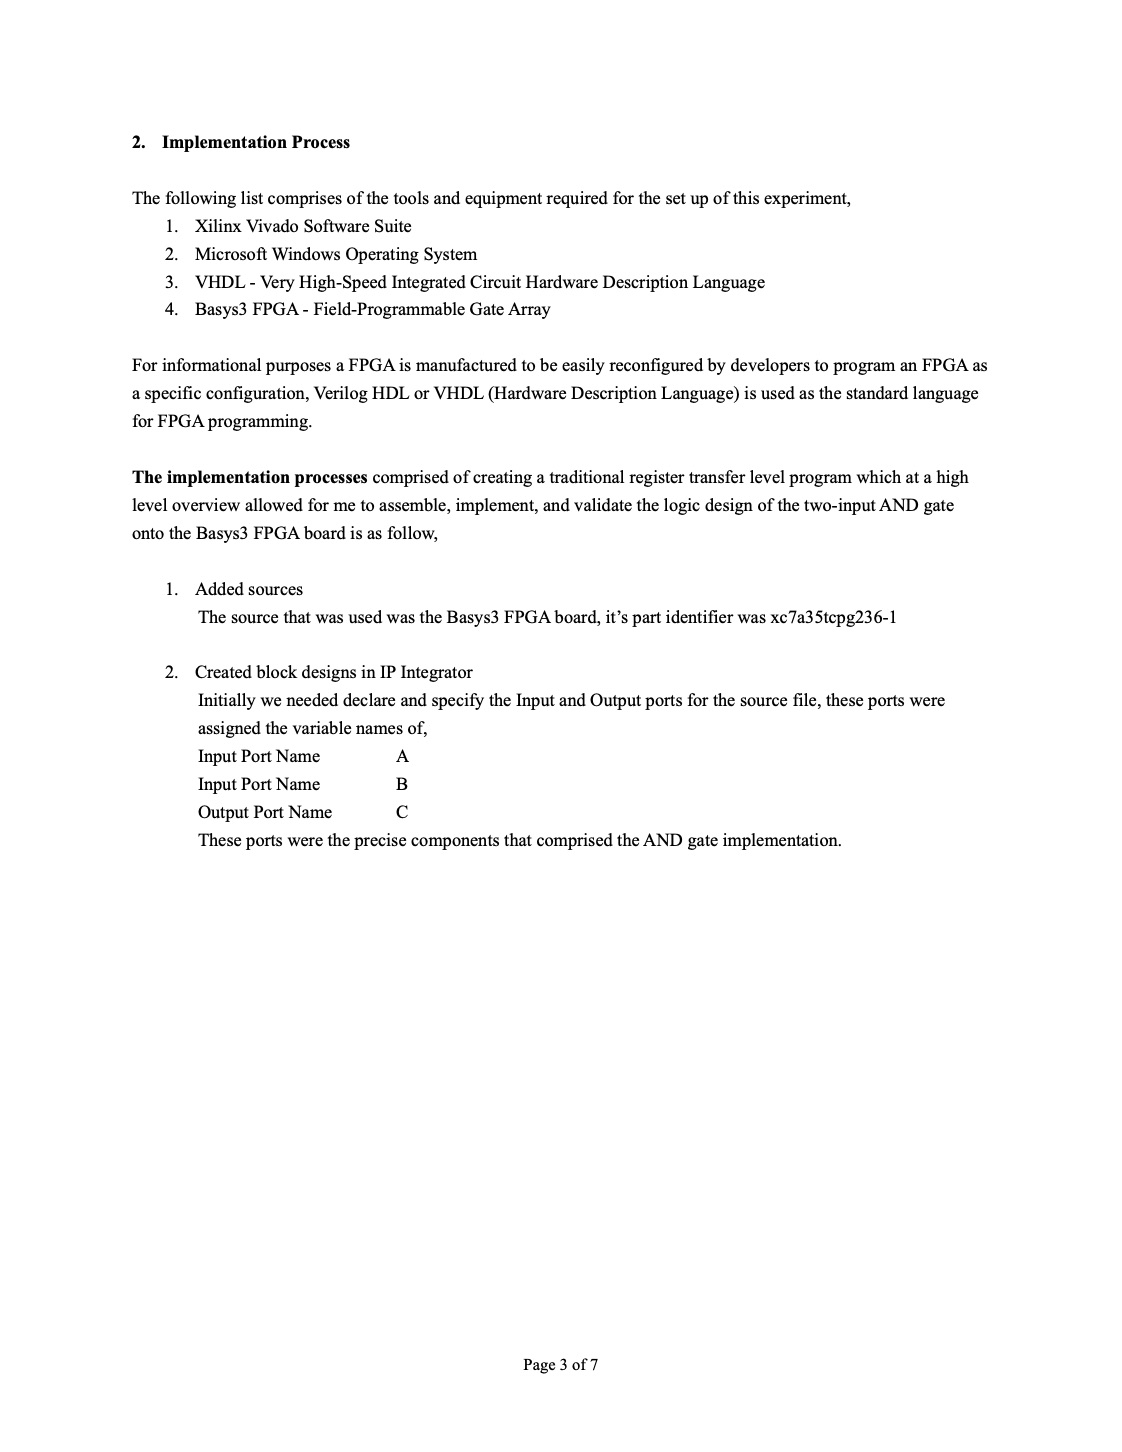 2. Implementation Process
The following list comprises of the tools and equipment required for the set up of this experiment,
1. Xilinx Vivado Software Suite
2. Microsoft Windows Operating System
3. VHDL - Very High-Speed Integrated Circuit Hardware Description Language
4. Basys3 FPGA - Field-Programmable Gate Array
For informational purposes a FPGA is manufactured to be easily reconfigured by developers to program an FPGA as
a specific configuration, Verilog HDL or VHDL (Hardware Description Language) is used as the standard language
for FPGA programming.
The implementation processes comprised of creating a traditional register transfer level program which at a high
level overview allowed for me to assemble, implement, and validate the logic design of the two-input AND gate
onto the Basys3 FPGA board is as follow,
1. Added sources
The source that was used was the Basys3 FPGA board, it’s part identifier was xc7a35tcpg236-1
2. Created block designs in IP Integrator
Initially we needed declare and specify the Input and Output ports for the source file, these ports were
assigned the variable names of,
Input Port Name A
Input Port Name B
Output Port Name C
These ports were the precise components that comprised the AND gate implementation.
Page 3 of 7